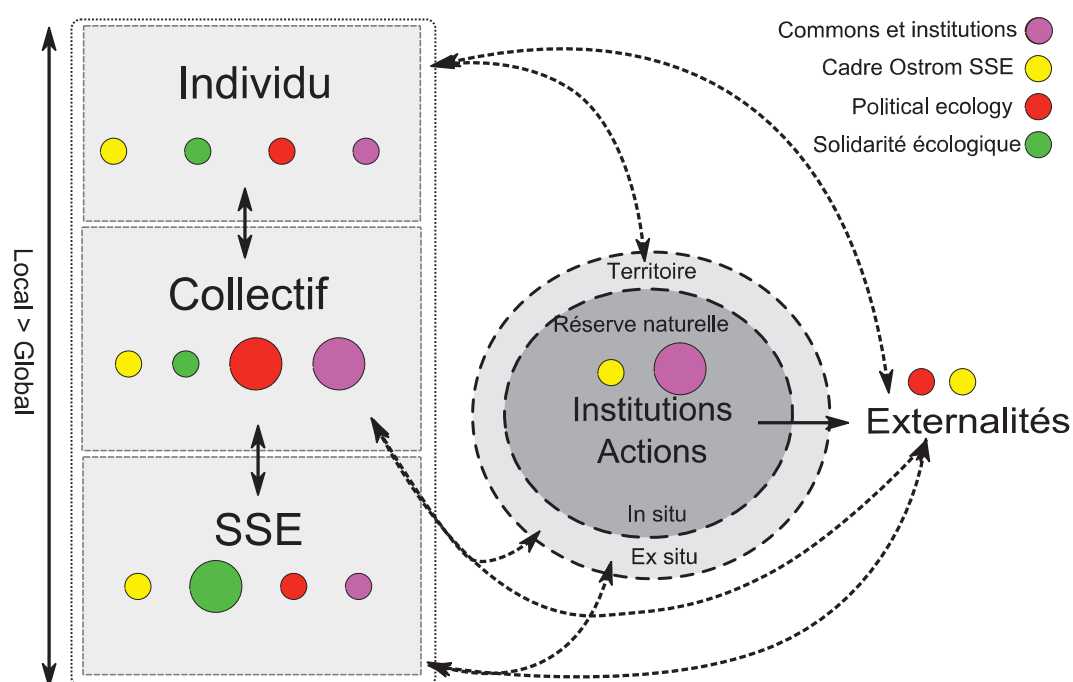 Commons et institutions
Cadre Ostrom SSE
Political ecology
Solidarité écologique
Local > Global
Individu
Collectif
SSE
Territoire
Réserve naturelle
Institutions
Actions
In situ
Ex situ
Externalités